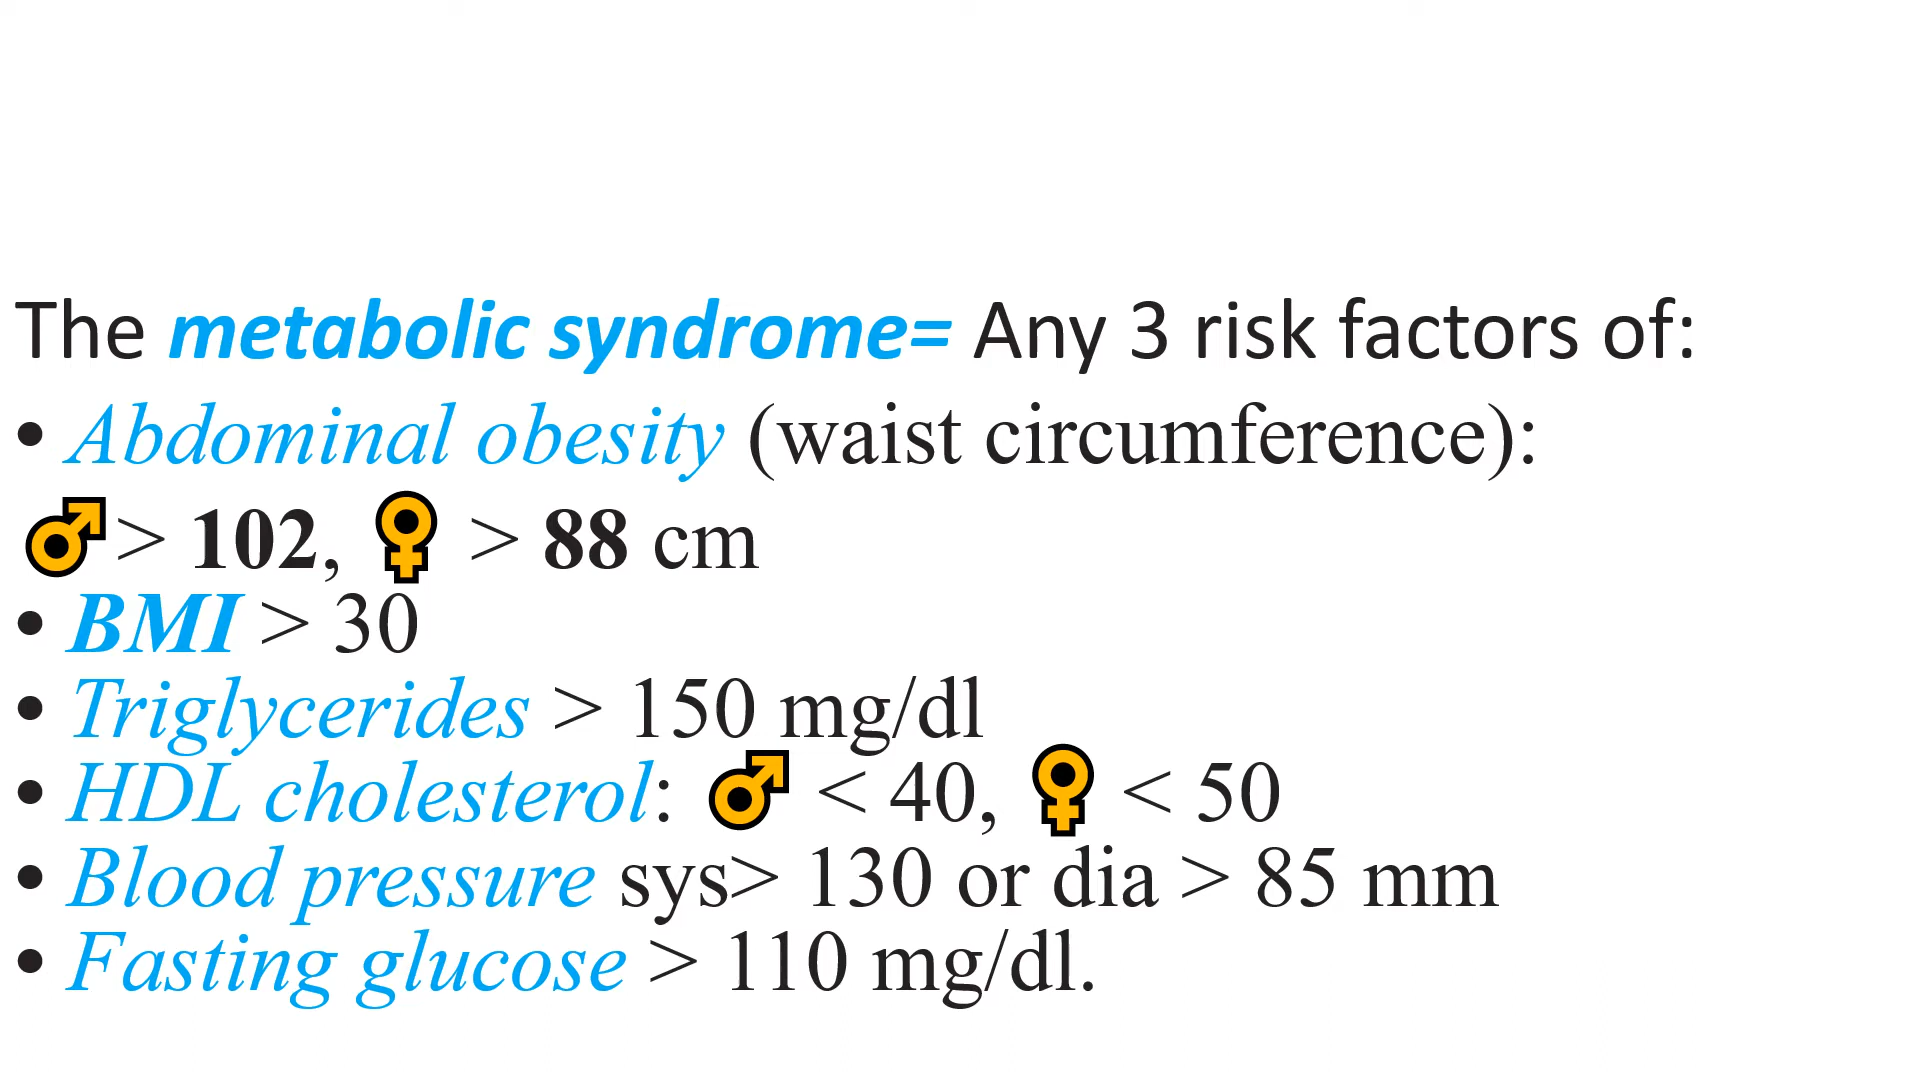 The metabolic syndrome= Any 3 risk factors of:
• Abdominal obesity (waist circumference):
♂> 102, ♀ > 88 cm
• BMI > 30
• Triglycerides > 150 mg/dl
• HDL cholesterol: ♂ < 40, ♀ < 50
• Blood pressure sys> 130 or dia > 85 mm
• Fasting glucose > 110 mg/dl.